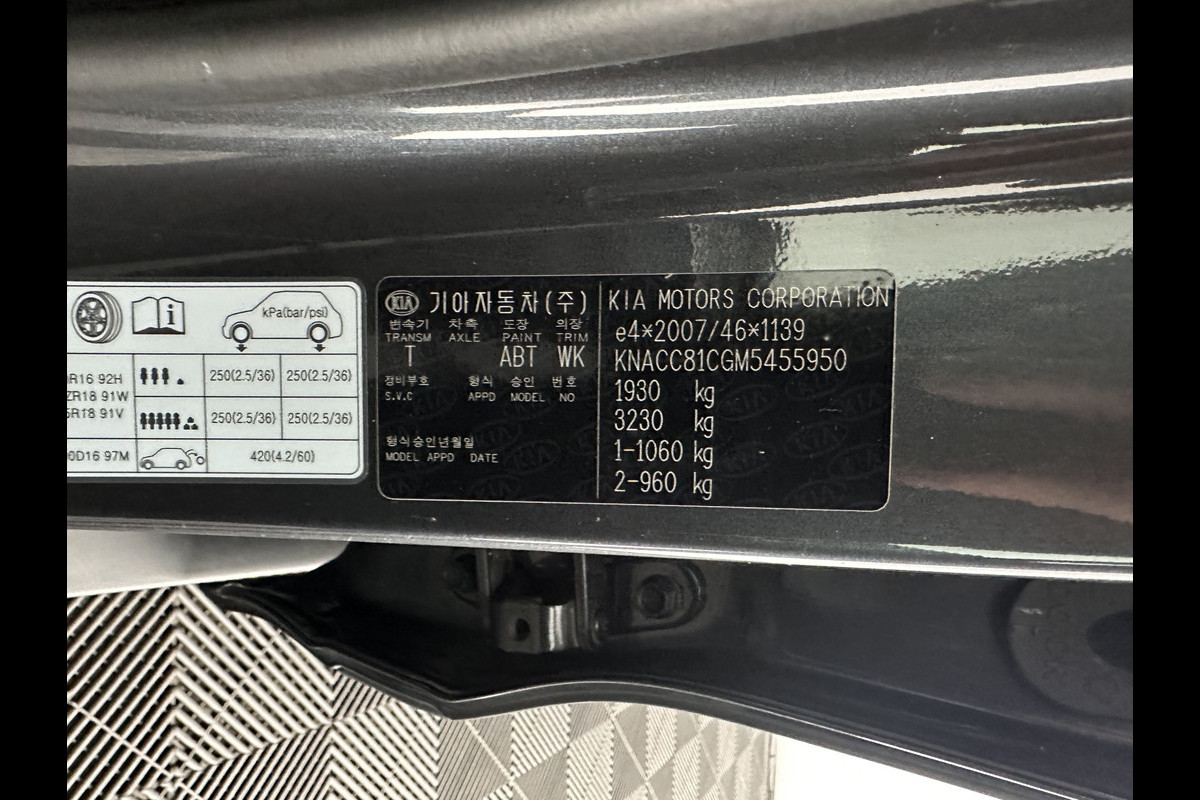 kPa(bar/psi)
R16 92H 250(2.5/36) 250(2.5/36)
ZR18 91W
R18 91V 250(2.5/36) 250(2.5/36)
0D16 97M 420(4.2/60)
KIA 기아자동차(주)
변속기 차축 도장 의장
TRANSM AXLE PAINT TRIM
T ABT WK
정비부호 형식 승인 번호
S.V.C APPD MODEL NO
형식승인년월일
MODEL APPD DATE
KIA MOTORS CORPORATION
e4*2007/46*1139
KNACC81CGM5455950
1930 kg
3230 kg
1-1060 kg
2-960 kg